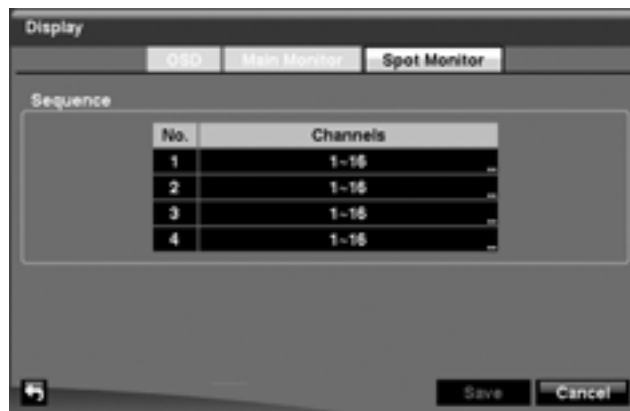 Display
OSD Main Monitor Spot Monitor
Sequence
No. Channels
1 1~16 ...
2 1~16 ...
3 1~16 ...
4 1~16 ...
Save Cancel